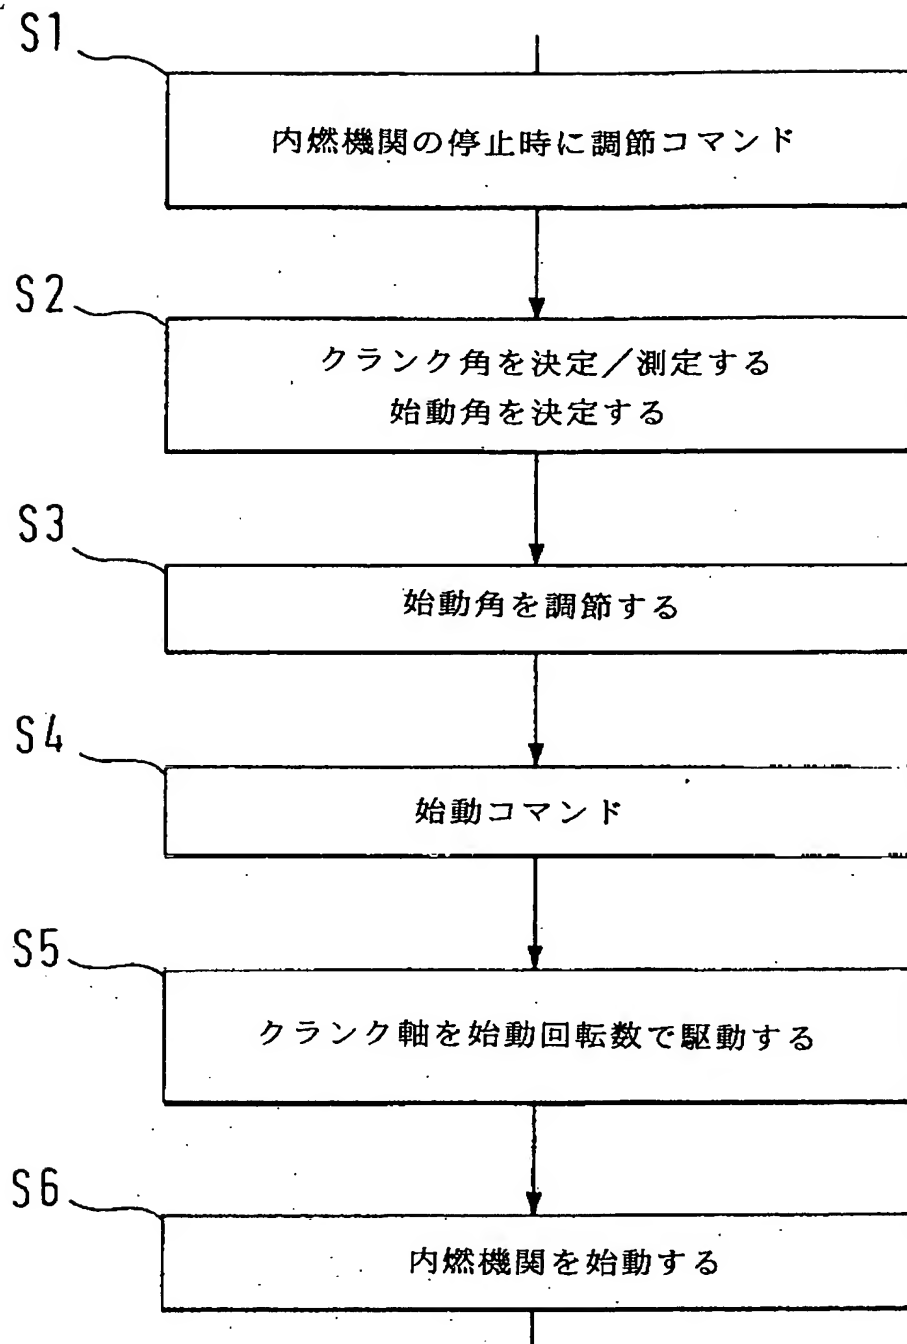 S1
内燃機関の停止時に調節コマンド
S2
クランク角を決定／測定する
始動角を決定する
S3
始動角を調節する
S4
始動コマンド
S5
クランク軸を始動回転数で駆動する
S6
内燃機関を始動する